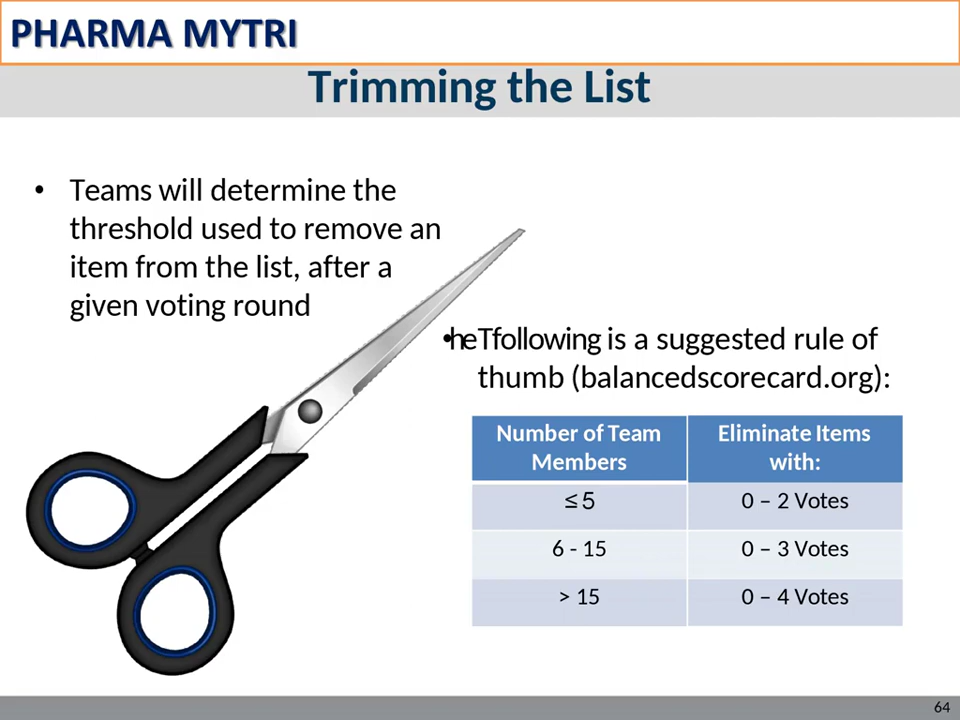 PHARMA MYTRI
Trimming the List
• Teams will determine the
threshold used to remove an
item from the list, after a
given voting round
•heTfollowing is a suggested rule of
thumb (balancedscorecard.org):
Number of Team Members | Eliminate Items with:
≤ 5 | 0 – 2 Votes
6 - 15 | 0 – 3 Votes
> 15 | 0 – 4 Votes
64